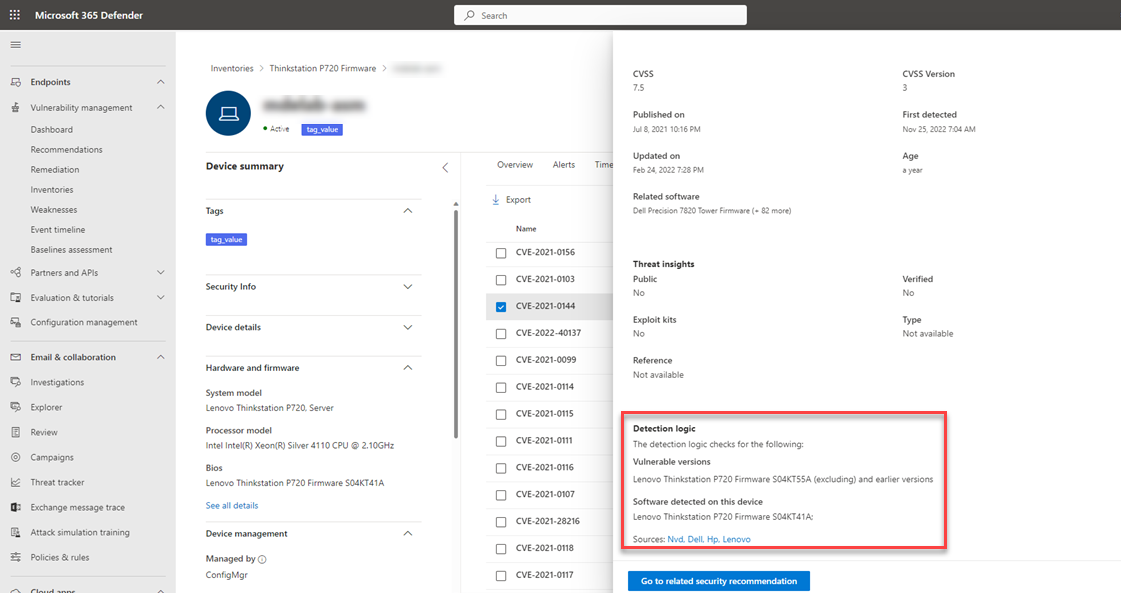 Microsoft 365 Defender
Search
Endpoints
Vulnerability management
Dashboard
Recommendations
Remediation
Inventories
Weaknesses
Event timeline
Baselines assessment
Partners and APIs
Evaluation & tutorials
Configuration management
Email & collaboration
Investigations
Explorer
Review
Campaigns
Threat tracker
Exchange message trace
Attack simulation training
Policies & rules
Cloud apps
Inventories > Thinkstation P720 Firmware >
Active
tag_value
Device summary
Tags
tag_value
Security Info
Device details
Hardware and firmware
System model
Lenovo Thinkstation P720, Server
Processor model
Intel Intel(R) Xeon(R) Silver 4110 CPU @ 2.10GHz
Bios
Lenovo Thinkstation P720 Firmware S04KT41A
See all details
Device management
Managed by
ConfigMgr
Overview Alerts Time
Export
Name
CVE-2021-0156
CVE-2021-0103
CVE-2021-0144
CVE-2022-40137
CVE-2021-0099
CVE-2021-0114
CVE-2021-0115
CVE-2021-0111
CVE-2021-0116
CVE-2021-0107
CVE-2021-28216
CVE-2021-0118
CVE-2021-0117
CVSS
7.5
CVSS Version
3
Published on
Jul 8, 2021 10:16 PM
First detected
Nov 25, 2022 7:04 AM
Updated on
Feb 24, 2022 7:28 PM
Age
a year
Related software
Dell Precision 7820 Tower Firmware (+ 82 more)
Threat insights
Public
No
Verified
No
Exploit kits
No
Type
Not available
Reference
Not available
Detection logic
The detection logic checks for the following:
Vulnerable versions
Lenovo Thinkstation P720 Firmware S04KT55A (excluding) and earlier versions
Software detected on this device
Lenovo Thinkstation P720 Firmware S04KT41A;
Sources: Nvd, Dell, Hp, Lenovo
Go to related security recommendation